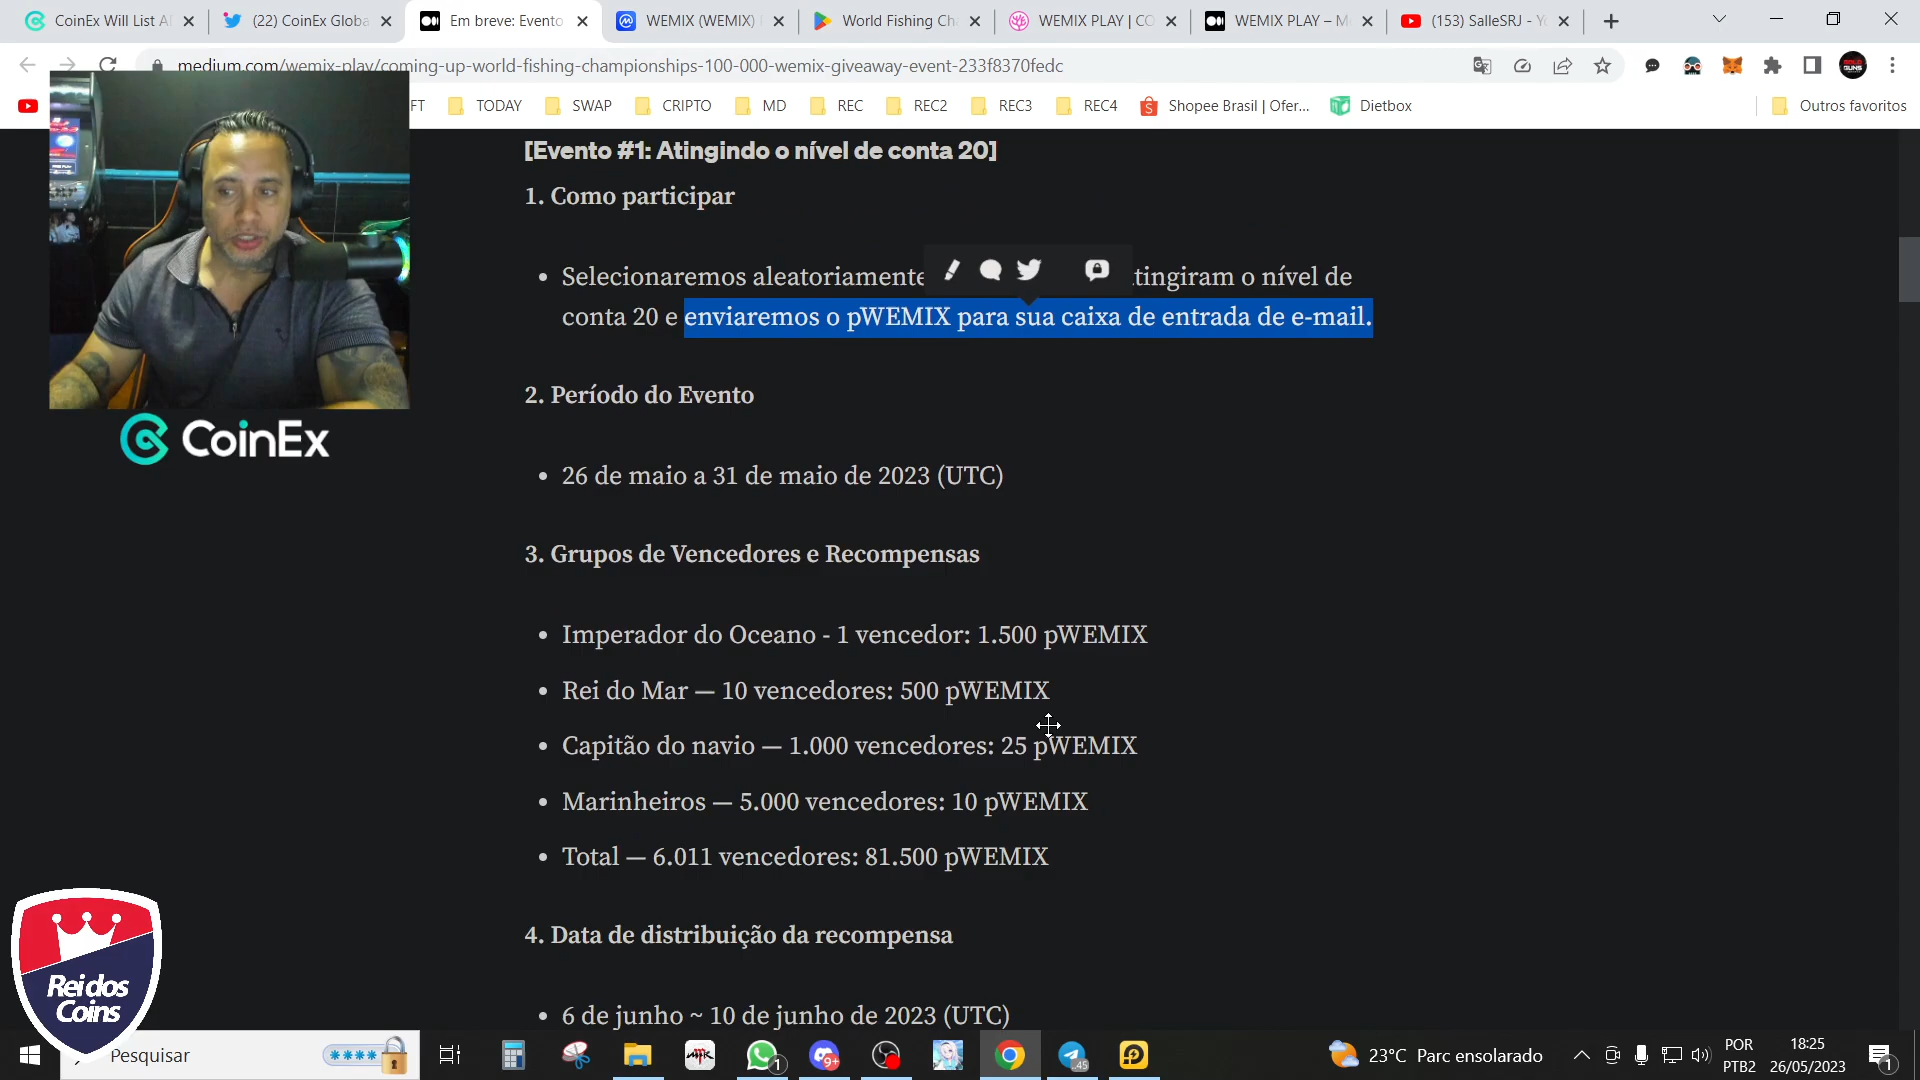 CoinEx Will List A
(22) CoinEx Globa
Em breve: Evento
WEMIX (WEMIX)
World Fishing Ch
WEMIX PLAY | CO
WEMIX PLAY – M
(153) SalleSRJ - Y
medium.com/wemix-play/coming-up-world-fishing-championships-100-000-wemix-giveaway-event-233f8370fedc
FT
TODAY
SWAP
CRIPTO
MD
REC
REC2
REC3
REC4
Shopee Brasil | Ofer...
Dietbox
Outros favoritos
[Evento #1: Atingindo o nível de conta 20]
1. Como participar
Selecionaremos aleatoriamente tingiram o nível de
conta 20 e enviaremos o pWEMIX para sua caixa de entrada de e-mail.
2. Período do Evento
26 de maio a 31 de maio de 2023 (UTC)
3. Grupos de Vencedores e Recompensas
Imperador do Oceano - 1 vencedor: 1.500 pWEMIX
Rei do Mar — 10 vencedores: 500 pWEMIX
Capitão do navio — 1.000 vencedores: 25 pWEMIX
Marinheiros — 5.000 vencedores: 10 pWEMIX
Total — 6.011 vencedores: 81.500 pWEMIX
4. Data de distribuição da recompensa
6 de junho ~ 10 de junho de 2023 (UTC)
CoinEx
Rei dos
Coins
Pesquisar
****
1
9+
.45
23°C Parc ensolarado
POR
PTB2
18:25
26/05/2023
1